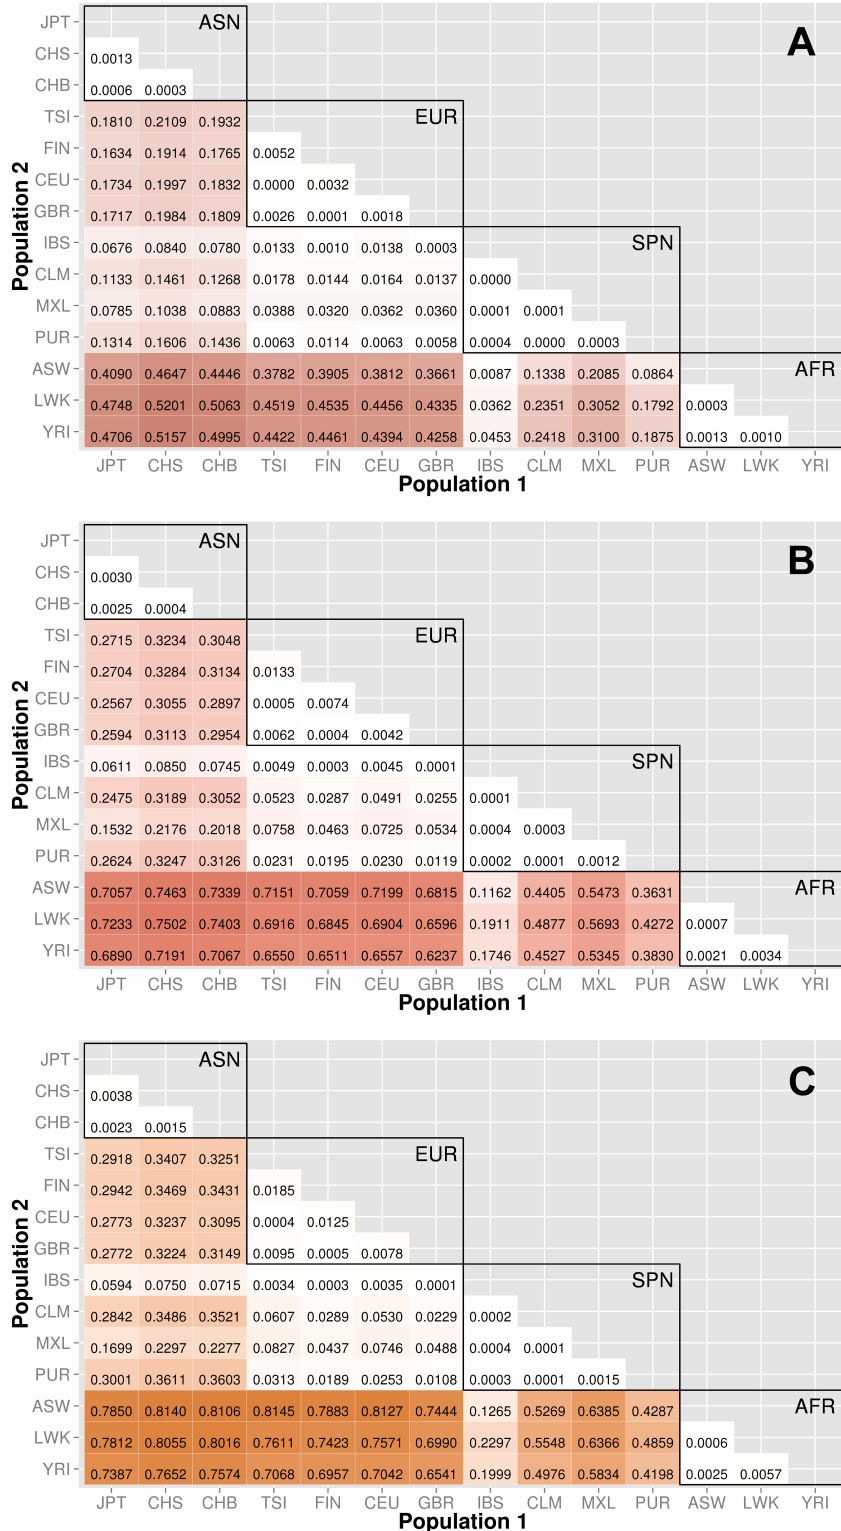 A
JPT ASN
CHS 0.0013
CHB 0.0006 0.0003
TSI 0.1810 0.2109 0.1932 EUR
FIN 0.1634 0.1914 0.1765 0.0052
CEU 0.1734 0.1997 0.1832 0.0000 0.0032
GBR 0.1717 0.1984 0.1809 0.0026 0.0001 0.0018
IBS 0.0676 0.0840 0.0780 0.0133 0.0010 0.0138 0.0003 SPN
CLM 0.1133 0.1461 0.1268 0.0178 0.0144 0.0164 0.0137 0.0000
MXL 0.0785 0.1038 0.0883 0.0388 0.0320 0.0362 0.0360 0.0001 0.0001
PUR 0.1314 0.1606 0.1436 0.0063 0.0114 0.0063 0.0058 0.0004 0.0000 0.0003
ASW 0.4090 0.4647 0.4446 0.3782 0.3905 0.3812 0.3661 0.0087 0.1338 0.2085 0.0864 AFR
LWK 0.4748 0.5201 0.5063 0.4519 0.4535 0.4456 0.4335 0.0362 0.2351 0.3052 0.1792 0.0003
YRI 0.4706 0.5157 0.4995 0.4422 0.4461 0.4394 0.4258 0.0453 0.2418 0.3100 0.1875 0.0013 0.0010
JPT CHS CHB TSI FIN CEU GBR IBS CLM MXL PUR ASW LWK YRI
Population 1
Population 2
B
JPT ASN
CHS 0.0030
CHB 0.0025 0.0004
TSI 0.2715 0.3234 0.3048 EUR
FIN 0.2704 0.3284 0.3134 0.0133
CEU 0.2567 0.3055 0.2897 0.0005 0.0074
GBR 0.2594 0.3113 0.2954 0.0062 0.0004 0.0042
IBS 0.0611 0.0850 0.0745 0.0049 0.0003 0.0045 0.0001 SPN
CLM 0.2475 0.3189 0.3052 0.0523 0.0287 0.0491 0.0255 0.0001
MXL 0.1532 0.2176 0.2018 0.0758 0.0463 0.0725 0.0534 0.0004 0.0003
PUR 0.2624 0.3247 0.3126 0.0231 0.0195 0.0230 0.0119 0.0002 0.0001 0.0012
ASW 0.7057 0.7463 0.7339 0.7151 0.7059 0.7199 0.6815 0.1162 0.4405 0.5473 0.3631 AFR
LWK 0.7233 0.7502 0.7403 0.6916 0.6845 0.6904 0.6596 0.1911 0.4877 0.5693 0.4272 0.0007
YRI 0.6890 0.7191 0.7067 0.6550 0.6511 0.6557 0.6237 0.1746 0.4527 0.5345 0.3830 0.0021 0.0034
JPT CHS CHB TSI FIN CEU GBR IBS CLM MXL PUR ASW LWK YRI
Population 1
Population 2
C
JPT ASN
CHS 0.0038
CHB 0.0023 0.0015
TSI 0.2918 0.3407 0.3251 EUR
FIN 0.2942 0.3469 0.3431 0.0185
CEU 0.2773 0.3237 0.3095 0.0004 0.0125
GBR 0.2772 0.3224 0.3149 0.0095 0.0005 0.0078
IBS 0.0594 0.0750 0.0715 0.0034 0.0003 0.0035 0.0001 SPN
CLM 0.2842 0.3486 0.3521 0.0607 0.0289 0.0530 0.0229 0.0002
MXL 0.1699 0.2297 0.2277 0.0827 0.0437 0.0746 0.0488 0.0004 0.0001
PUR 0.3001 0.3611 0.3603 0.0313 0.0189 0.0253 0.0108 0.0003 0.0001 0.0015
ASW 0.7850 0.8140 0.8106 0.8145 0.7883 0.8127 0.7444 0.1265 0.5269 0.6385 0.4287 AFR
LWK 0.7812 0.8055 0.8016 0.7611 0.7423 0.7571 0.6990 0.2297 0.5548 0.6366 0.4859 0.0006
YRI 0.7387 0.7652 0.7574 0.7068 0.6957 0.7042 0.6541 0.1999 0.4976 0.5834 0.4198 0.0025 0.0057
JPT CHS CHB TSI FIN CEU GBR IBS CLM MXL PUR ASW LWK YRI
Population 1
Population 2